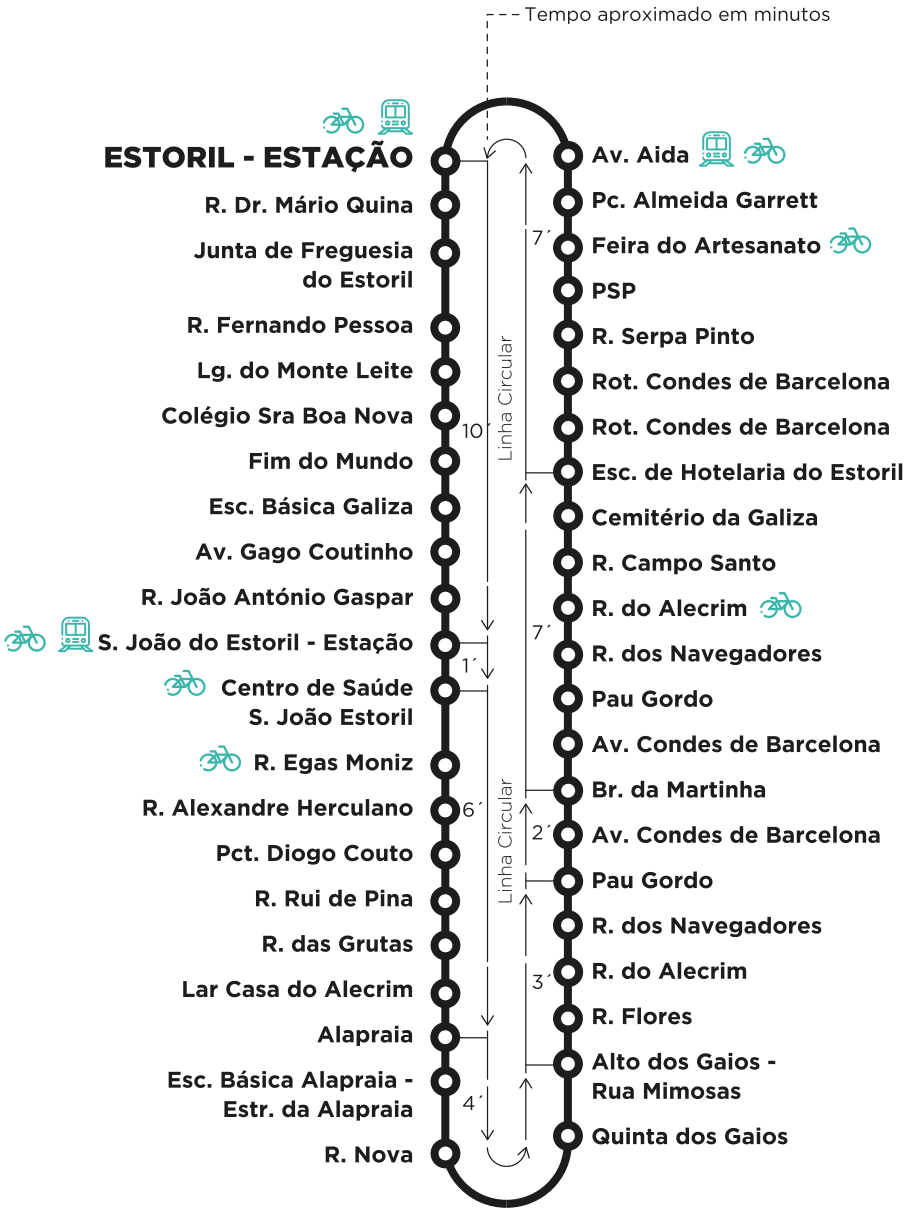 Tempo aproximado em minutos
ESTORIL - ESTAÇÃO
R. Dr. Mário Quina
Junta de Freguesia
do Estoril
R. Fernando Pessoa
Lg. do Monte Leite
Colégio Sra Boa Nova
Fim do Mundo
Esc. Básica Galiza
Av. Gago Coutinho
R. João António Gaspar
S. João do Estoril - Estação
Centro de Saúde
S. João Estoril
R. Egas Moniz
R. Alexandre Herculano
Pct. Diogo Couto
R. Rui de Pina
R. das Grutas
Lar Casa do Alecrim
Alapraia
Esc. Básica Alapraia -
Estr. da Alapraia
R. Nova
10´
1´
6´
4´
Linha Circular
Linha Circular
7´
7´
2´
3´
Av. Aida
Pc. Almeida Garrett
Feira do Artesanato
PSP
R. Serpa Pinto
Rot. Condes de Barcelona
Rot. Condes de Barcelona
Esc. de Hotelaria do Estoril
Cemitério da Galiza
R. Campo Santo
R. do Alecrim
R. dos Navegadores
Pau Gordo
Av. Condes de Barcelona
Br. da Martinha
Av. Condes de Barcelona
Pau Gordo
R. dos Navegadores
R. do Alecrim
R. Flores
Alto dos Gaios -
Rua Mimosas
Quinta dos Gaios